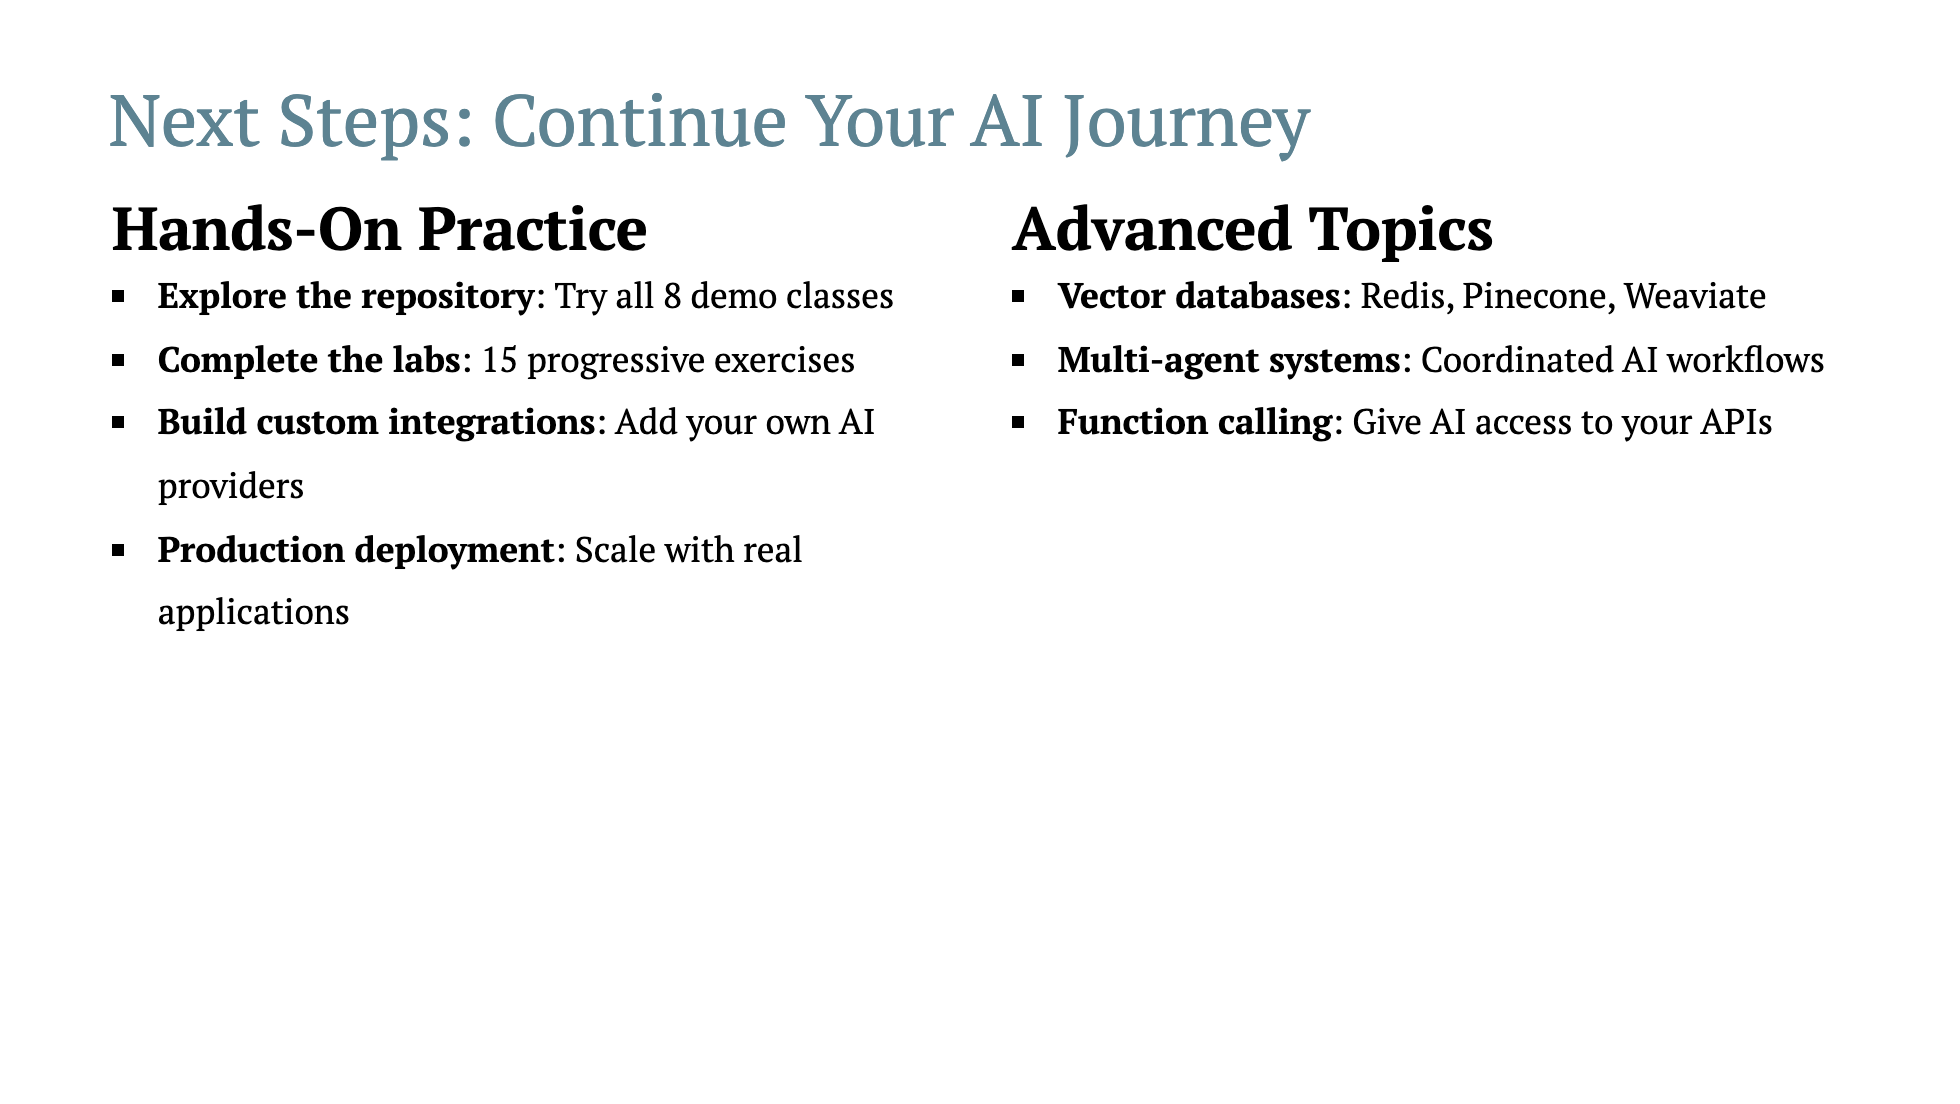 Next Steps: Continue Your AI Journey
Hands-On Practice
▪ Explore the repository: Try all 8 demo classes
▪ Complete the labs: 15 progressive exercises
▪ Build custom integrations: Add your own AI
providers
▪ Production deployment: Scale with real
applications
Advanced Topics
▪ Vector databases: Redis, Pinecone, Weaviate
▪ Multi-agent systems: Coordinated AI workflows
▪ Function calling: Give AI access to your APIs